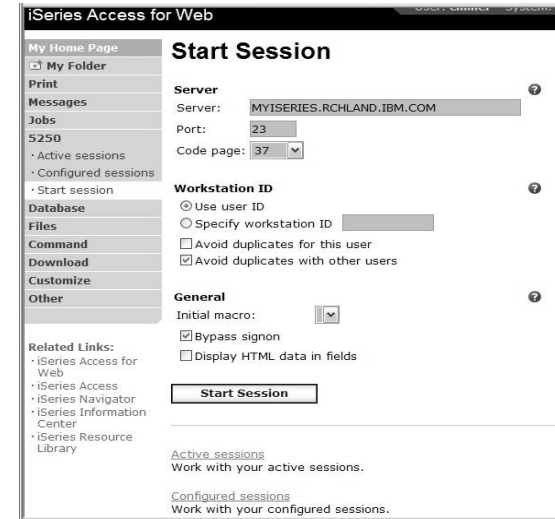 iSeries Access for Web
My Home Page
My Folder
Print
Messages
Jobs
5250
· Active sessions
· Configured sessions
· Start session
Database
Files
Command
Download
Customize
Other
Related Links:
· iSeries Access for
Web
· iSeries Access
· iSeries Navigator
· iSeries Information
Center
· iSeries Resource
Library
Start Session
Server
?
Server: MYISERIES.RCHLAND.IBM.COM
Port: 23
Code page: 37
Workstation ID
?
Use user ID
Specify workstation ID
Avoid duplicates for this user
Avoid duplicates with other users
General
?
Initial macro:
Bypass signon
Display HTML data in fields
Start Session
Active sessions
Work with your active sessions.
Configured sessions
Work with your configured sessions.